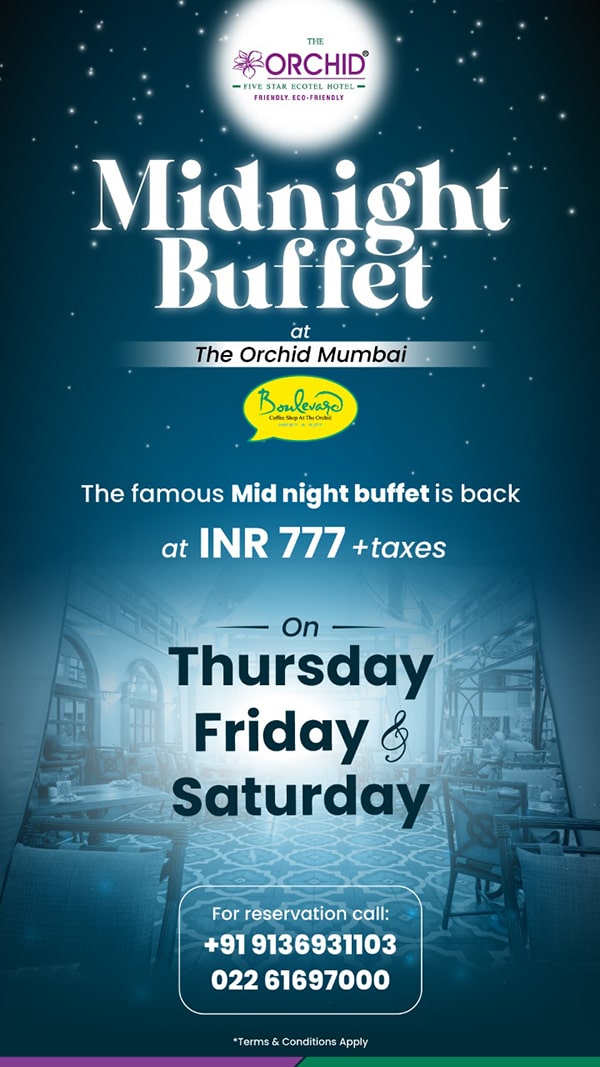 THE
ORCHID®
FIVE STAR ECOTEL HOTEL
FRIENDLY. ECO-FRIENDLY
Midnight
Buffet
at
The Orchid Mumbai
Boulevard
Coffee Shop At The Orchid
MEET & EAT
The famous Mid night buffet is back
at INR 777 +taxes
On
Thursday
Friday &
Saturday
For reservation call:
+91 9136931103
022 61697000
*Terms & Conditions Apply